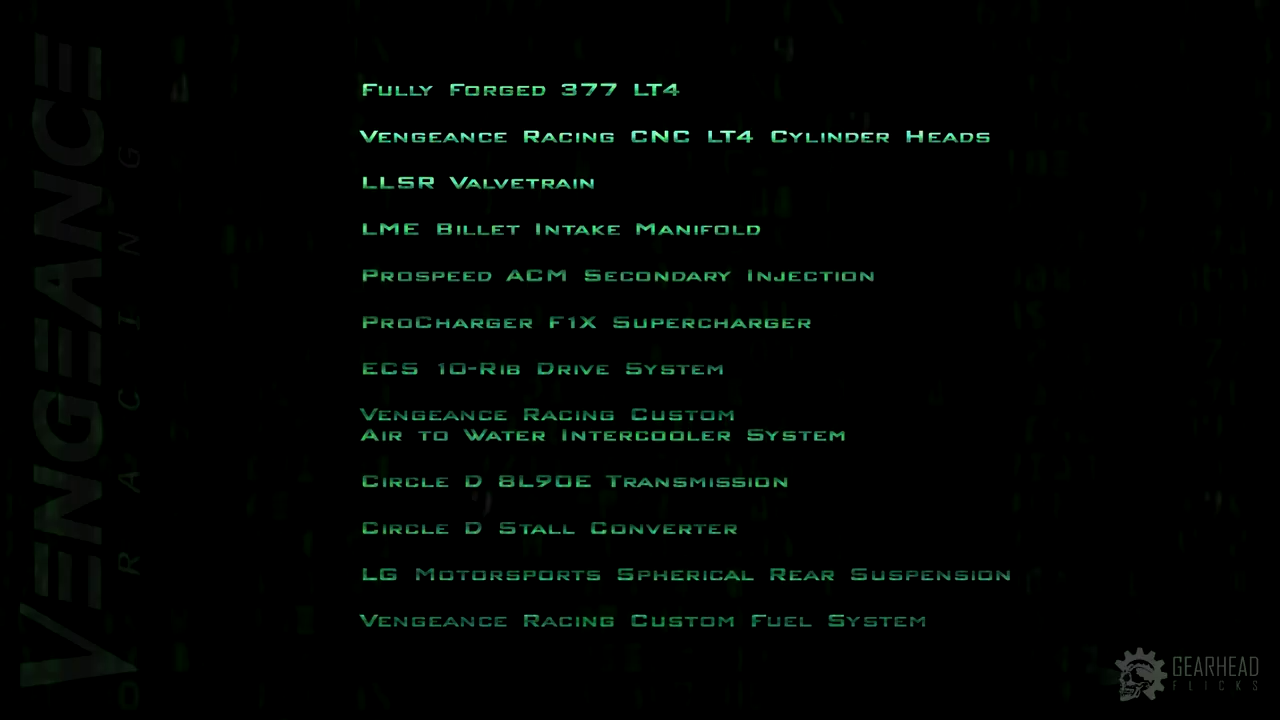 Fully Forged 377 LT4
Vengeance Racing CNC LT4 Cylinder Heads
LLSR Valvetrain
LME Billet Intake Manifold
Prospeed ACM Secondary Injection
ProCharger F1X Supercharger
ECS 10-Rib Drive System
Vengeance Racing Custom
Air to Water Intercooler System
Circle D 8L90E Transmission
Circle D Stall Converter
LG Motorsports Spherical Rear Suspension
Vengeance Racing Custom Fuel System
VENGEANCE
RACING
GEARHEAD
FLICKS